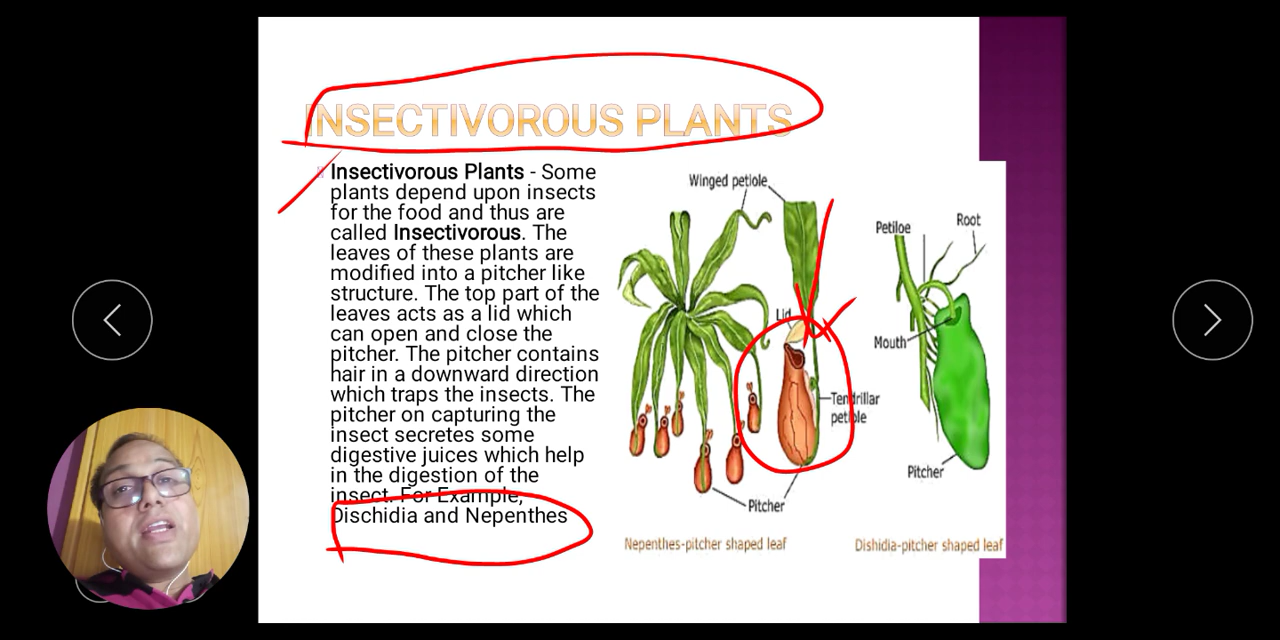 INSECTIVOROUS PLANTS
Insectivorous Plants - Some
plants depend upon insects
for the food and thus are
called Insectivorous. The
leaves of these plants are
modified into a pitcher like
structure. The top part of the
leaves acts as a lid which
can open and close the
pitcher. The pitcher contains
hair in a downward direction
which traps the insects. The
pitcher on capturing the
insect secretes some
digestive juices which help
in the digestion of the
insect. For Example,
Dischidia and Nepenthes
Winged petiole
Lid
Tendrillar
petiole
Pitcher
Nepenthes-pitcher shaped leaf
Petiloe
Root
Mouth
Pitcher
Dishidia-pitcher shaped leaf